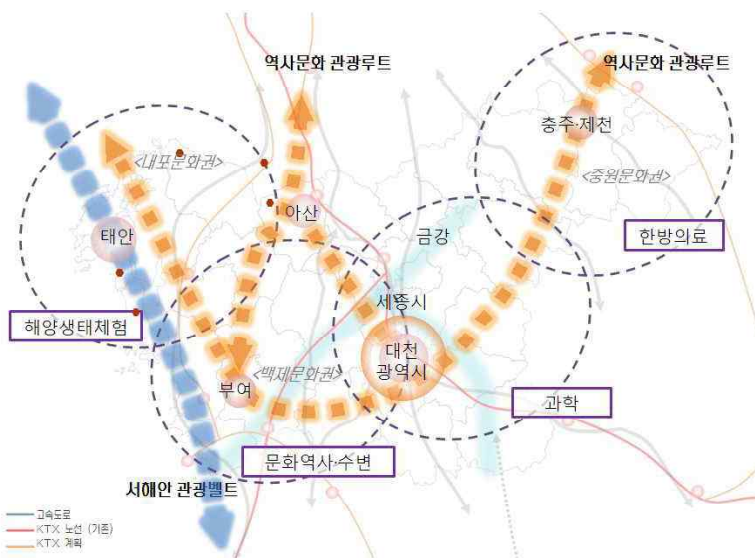 역사문화 관광루트
역사문화 관광루트
충주·제천
<내포문화권>
<중원문화권>
아산
태안
금강
한방의료
세종시
해양생태체험
대전
광역시
<백제문화권>
부여
과학
문화역사·수변
서해안 관광벨트
고속도로
KTX 노선 (기존)
KTX 계획